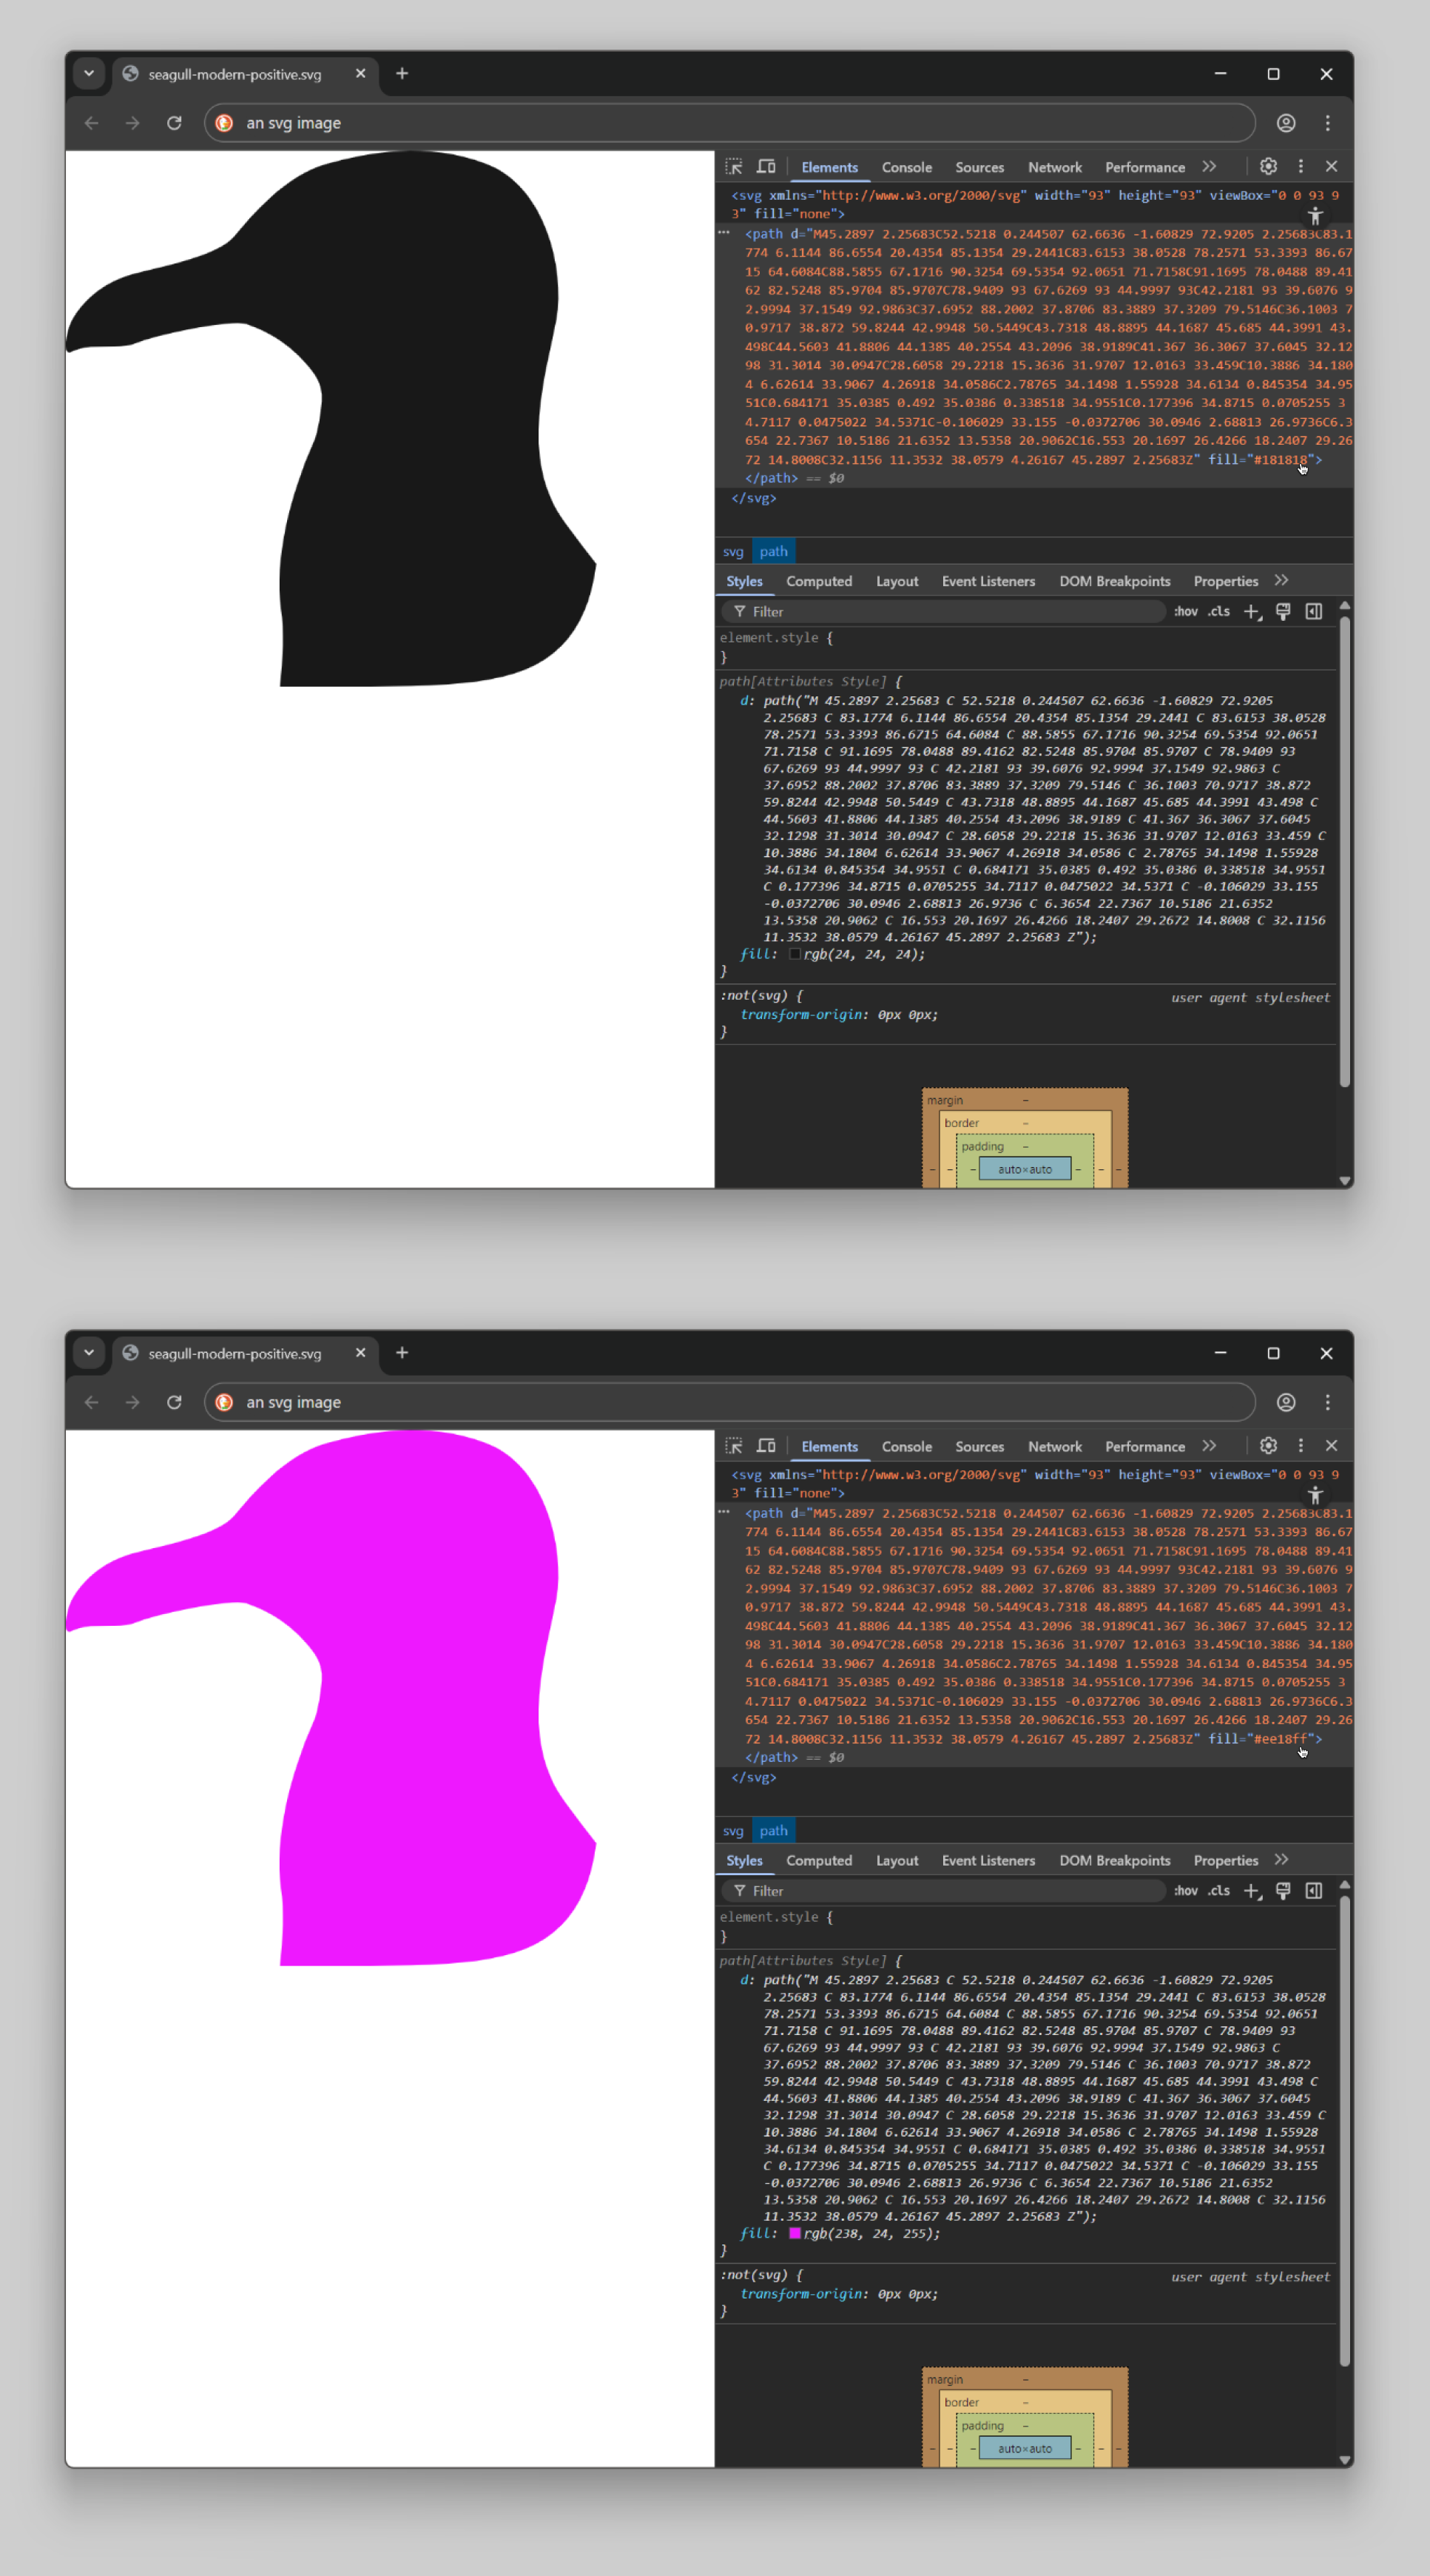 seagull-modern-positive.svg
an svg image
Elements Console Sources Network Performance
<svg xmlns="http://www.w3.org/2000/svg" width="93" height="93" viewBox="0 0 93 9
3" fill="none">
<path d="M45.2897 2.25683C52.5218 0.244507 62.6636 -1.60829 72.9205 2.25683C83.1
774 6.1144 86.6554 20.4354 85.1354 29.2441C83.6153 38.0528 78.2571 53.3393 86.67
15 64.6084C88.5855 67.1716 90.3254 69.5354 92.0651 71.7158C91.1695 78.0488 89.41
62 82.5248 85.9704 85.9707C78.9409 93 67.6269 93 44.9997 93C42.2181 93 39.6076 9
2.9994 37.1549 92.9863C37.6952 88.2002 37.8706 83.3889 37.3209 79.5146C36.1003 7
0.9717 38.872 59.8244 42.9948 50.5449C43.7318 48.8895 44.1687 45.685 44.3991 43.
498C44.5603 41.8806 44.1385 40.2554 43.2096 38.9189C41.367 36.3067 37.6045 32.12
98 31.3014 30.0947C28.6058 29.2218 15.3636 31.9707 12.0163 33.459C10.3886 34.180
4 6.62614 33.9067 4.26918 34.0586C2.78765 34.1498 1.55928 34.6134 0.845354 34.95
51C0.684171 35.0385 0.492 35.0386 0.338518 34.9551C0.177396 34.8715 0.0705255 3
4.7117 0.0475022 34.5371C-0.106029 33.155 -0.0372706 30.0946 2.68813 26.9736C6.3
654 22.7367 10.5186 21.6352 13.5358 20.9062C16.553 20.1697 26.4266 18.2407 29.26
72 14.8008C32.1156 11.3532 38.0579 4.26167 45.2897 2.25683Z" fill="#181818">
</path> == $0
</svg>
svg path
Styles Computed Layout Event Listeners DOM Breakpoints Properties
Filter :hov .cls
element.style {
}
path[Attributes Style] {
d: path("M 45.2897 2.25683 C 52.5218 0.244507 62.6636 -1.60829 72.9205
2.25683 C 83.1774 6.1144 86.6554 20.4354 85.1354 29.2441 C 83.6153 38.0528
78.2571 53.3393 86.6715 64.6084 C 88.5855 67.1716 90.3254 69.5354 92.0651
71.7158 C 91.1695 78.0488 89.4162 82.5248 85.9704 85.9707 C 78.9409 93
67.6269 93 44.9997 93 C 42.2181 93 39.6076 92.9994 37.1549 92.9863 C
37.6952 88.2002 37.8706 83.3889 37.3209 79.5146 C 36.1003 70.9717 38.872
59.8244 42.9948 50.5449 C 43.7318 48.8895 44.1687 45.685 44.3991 43.498 C
44.5603 41.8806 44.1385 40.2554 43.2096 38.9189 C 41.367 36.3067 37.6045
32.1298 31.3014 30.0947 C 28.6058 29.2218 15.3636 31.9707 12.0163 33.459 C
10.3886 34.1804 6.62614 33.9067 4.26918 34.0586 C 2.78765 34.1498 1.55928
34.6134 0.845354 34.9551 C 0.684171 35.0385 0.492 35.0386 0.338518 34.9551
C 0.177396 34.8715 0.0705255 34.7117 0.0475022 34.5371 C -0.106029 33.155
-0.0372706 30.0946 2.68813 26.9736 C 6.3654 22.7367 10.5186 21.6352
13.5358 20.9062 C 16.553 20.1697 26.4266 18.2407 29.2672 14.8008 C 32.1156
11.3532 38.0579 4.26167 45.2897 2.25683 Z");
fill: rgb(24, 24, 24);
}
:not(svg) { user agent stylesheet
transform-origin: 0px 0px;
}
margin –
border –
padding –
– – – auto×auto – – –
seagull-modern-positive.svg
an svg image
Elements Console Sources Network Performance
<svg xmlns="http://www.w3.org/2000/svg" width="93" height="93" viewBox="0 0 93 9
3" fill="none">
<path d="M45.2897 2.25683C52.5218 0.244507 62.6636 -1.60829 72.9205 2.25683C83.1
774 6.1144 86.6554 20.4354 85.1354 29.2441C83.6153 38.0528 78.2571 53.3393 86.67
15 64.6084C88.5855 67.1716 90.3254 69.5354 92.0651 71.7158C91.1695 78.0488 89.41
62 82.5248 85.9704 85.9707C78.9409 93 67.6269 93 44.9997 93C42.2181 93 39.6076 9
2.9994 37.1549 92.9863C37.6952 88.2002 37.8706 83.3889 37.3209 79.5146C36.1003 7
0.9717 38.872 59.8244 42.9948 50.5449C43.7318 48.8895 44.1687 45.685 44.3991 43.
498C44.5603 41.8806 44.1385 40.2554 43.2096 38.9189C41.367 36.3067 37.6045 32.12
98 31.3014 30.0947C28.6058 29.2218 15.3636 31.9707 12.0163 33.459C10.3886 34.180
4 6.62614 33.9067 4.26918 34.0586C2.78765 34.1498 1.55928 34.6134 0.845354 34.95
51C0.684171 35.0385 0.492 35.0386 0.338518 34.9551C0.177396 34.8715 0.0705255 3
4.7117 0.0475022 34.5371C-0.106029 33.155 -0.0372706 30.0946 2.68813 26.9736C6.3
654 22.7367 10.5186 21.6352 13.5358 20.9062C16.553 20.1697 26.4266 18.2407 29.26
72 14.8008C32.1156 11.3532 38.0579 4.26167 45.2897 2.25683Z" fill="#ee18ff">
</path> == $0
</svg>
svg path
Styles Computed Layout Event Listeners DOM Breakpoints Properties
Filter :hov .cls
element.style {
}
path[Attributes Style] {
d: path("M 45.2897 2.25683 C 52.5218 0.244507 62.6636 -1.60829 72.9205
2.25683 C 83.1774 6.1144 86.6554 20.4354 85.1354 29.2441 C 83.6153 38.0528
78.2571 53.3393 86.6715 64.6084 C 88.5855 67.1716 90.3254 69.5354 92.0651
71.7158 C 91.1695 78.0488 89.4162 82.5248 85.9704 85.9707 C 78.9409 93
67.6269 93 44.9997 93 C 42.2181 93 39.6076 92.9994 37.1549 92.9863 C
37.6952 88.2002 37.8706 83.3889 37.3209 79.5146 C 36.1003 70.9717 38.872
59.8244 42.9948 50.5449 C 43.7318 48.8895 44.1687 45.685 44.3991 43.498 C
44.5603 41.8806 44.1385 40.2554 43.2096 38.9189 C 41.367 36.3067 37.6045
32.1298 31.3014 30.0947 C 28.6058 29.2218 15.3636 31.9707 12.0163 33.459 C
10.3886 34.1804 6.62614 33.9067 4.26918 34.0586 C 2.78765 34.1498 1.55928
34.6134 0.845354 34.9551 C 0.684171 35.0385 0.492 35.0386 0.338518 34.9551
C 0.177396 34.8715 0.0705255 34.7117 0.0475022 34.5371 C -0.106029 33.155
-0.0372706 30.0946 2.68813 26.9736 C 6.3654 22.7367 10.5186 21.6352
13.5358 20.9062 C 16.553 20.1697 26.4266 18.2407 29.2672 14.8008 C 32.1156
11.3532 38.0579 4.26167 45.2897 2.25683 Z");
fill: rgb(238, 24, 255);
}
:not(svg) { user agent stylesheet
transform-origin: 0px 0px;
}
margin –
border –
padding –
– – – auto×auto – – –